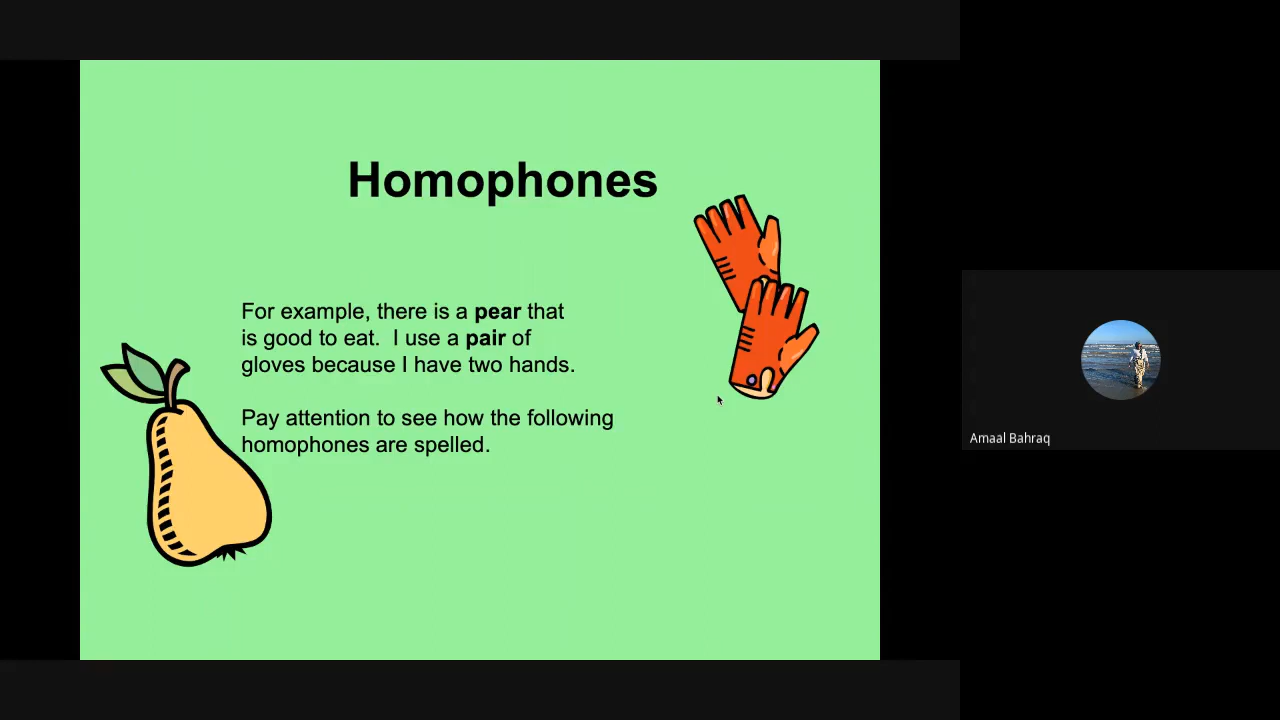 Homophones
For example, there is a pear that
is good to eat.  I use a pair of
gloves because I have two hands.
Pay attention to see how the following
homophones are spelled.
Amaal Bahraq